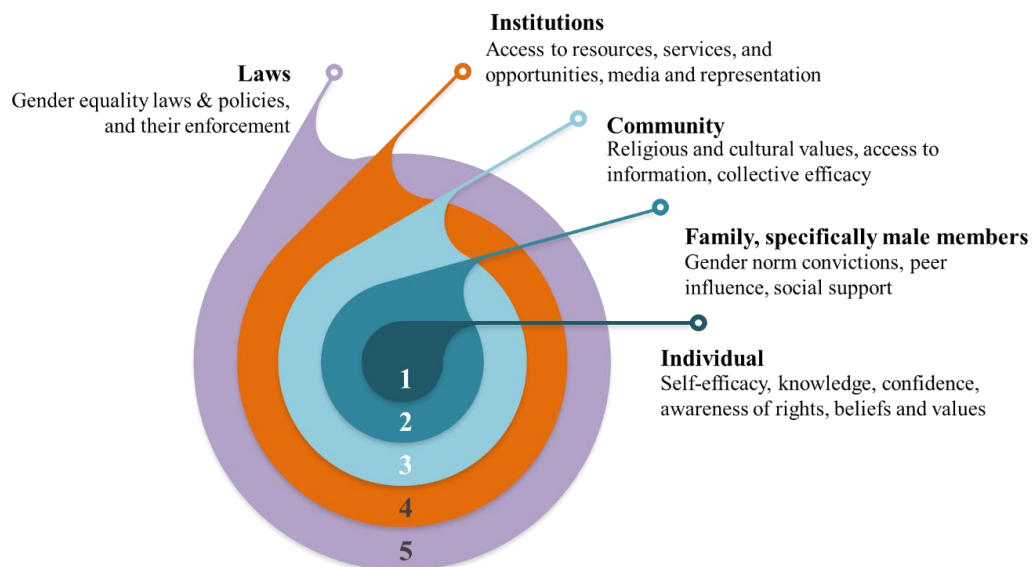 Institutions
Access to resources, services, and
opportunities, media and representation
Laws
Gender equality laws & policies,
and their enforcement
Community
Religious and cultural values, access to
information, collective efficacy
Family, specifically male members
Gender norm convictions, peer
influence, social support
Individual
Self-efficacy, knowledge, confidence,
awareness of rights, beliefs and values
1
2
3
4
5